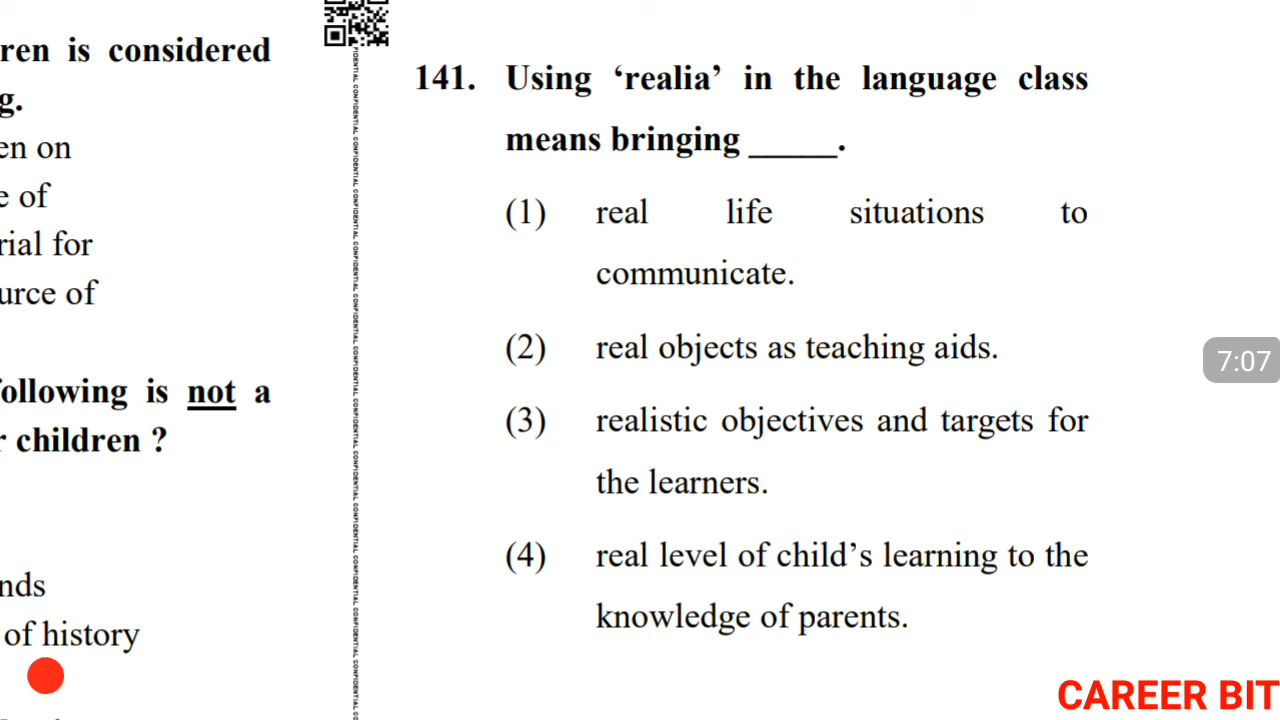 ren is considered
g.
en on
e of
rial for
ource of
following is not a
r children ?
nds
of history
141. Using ‘realia’ in the language class
means bringing _____.
(1) real life situations to
communicate.
(2) real objects as teaching aids.
(3) realistic objectives and targets for
the learners.
(4) real level of child’s learning to the
knowledge of parents.
7:07
CAREER BIT